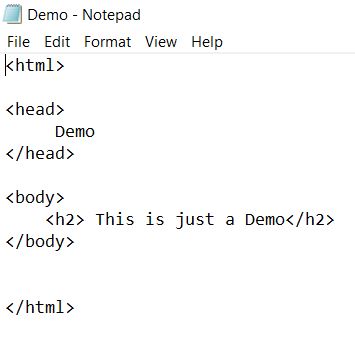 Demo - Notepad
File Edit Format View Help
<html>
<head>
Demo
</head>
<body>
<h2> This is just a Demo</h2>
</body>
</html>